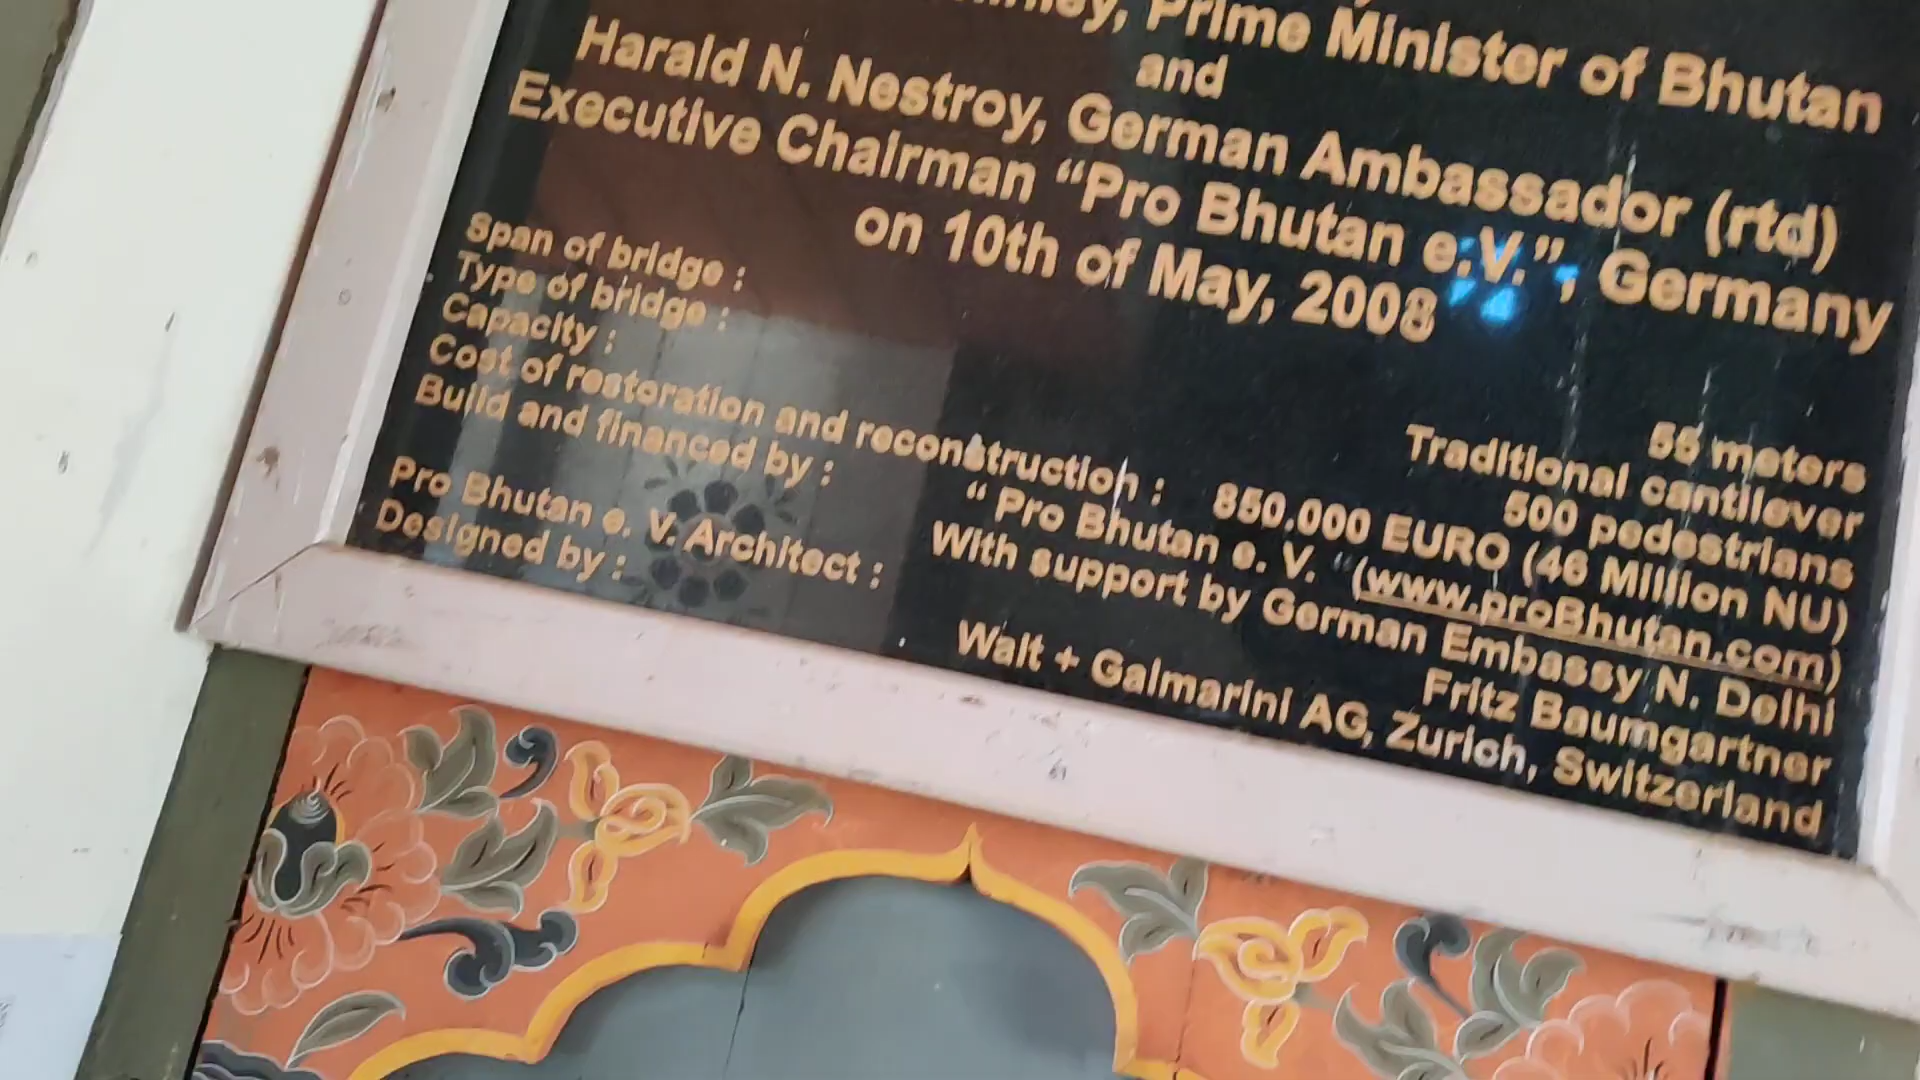 Prime Minister of Bhutan
and
Harald N. Nestroy, German Ambassador (rtd)
Executive Chairman “Pro Bhutan e.V.”, Germany
on 10th of May, 2008
Span of bridge : 55 meters
Type of bridge : Traditional cantilever
Capacity : 500 pedestrians
Cost of restoration and reconstruction : 850.000 EURO (46 Million NU)
Build and financed by : “ Pro Bhutan e. V. “ (www.proBhutan.com)
With support by German Embassy N. Delhi
Pro Bhutan e. V. Architect : Fritz Baumgartner
Designed by : Walt + Galmarini AG, Zurich, Switzerland